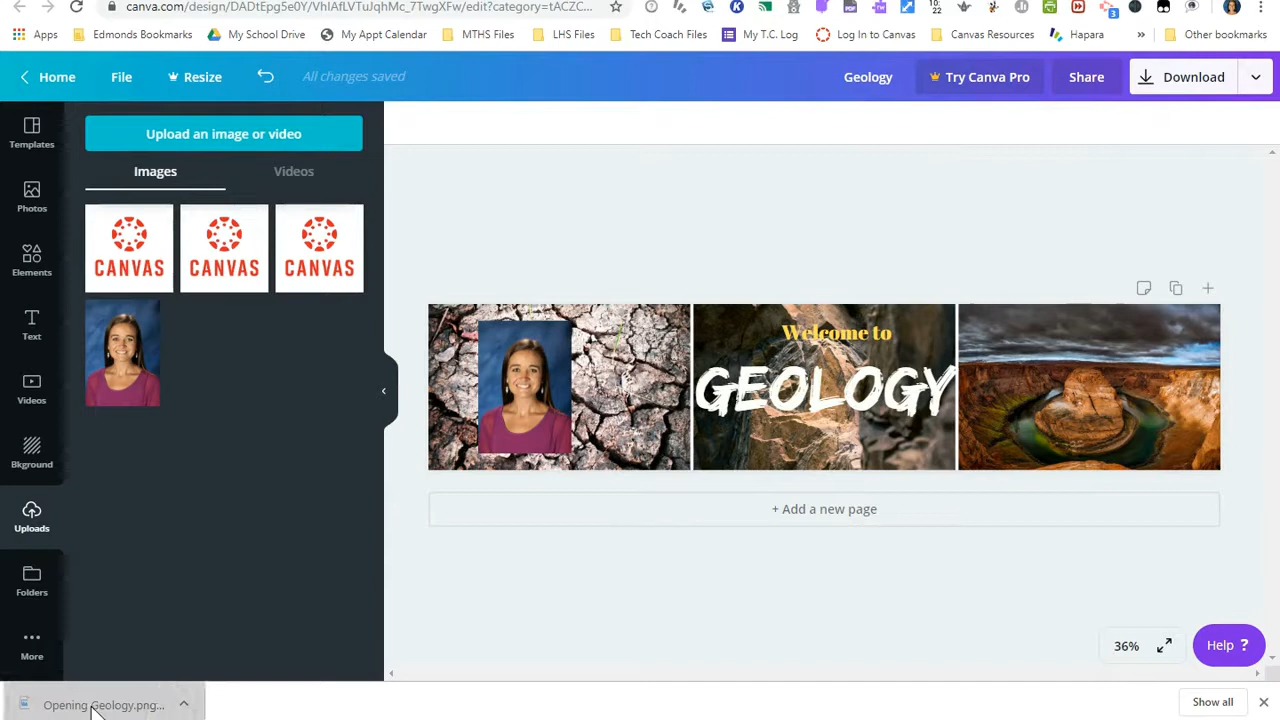 canva.com/design/DADtEpg5e0Y/VhIAfLVTuJqhMc_7TwgXFw/edit?category=tACZC...
10:
22
3
Apps
Edmonds Bookmarks
My School Drive
My Appt Calendar
MTHS Files
LHS Files
Tech Coach Files
My T.C. Log
Log In to Canvas
Canvas Resources
Hapara
»
Other bookmarks
Home
File
Resize
All changes saved
Geology
Try Canva Pro
Share
Download
Templates
Photos
Elements
Text
Videos
Bkground
Uploads
Folders
More
Upload an image or video
Images
Videos
CANVAS
CANVAS
CANVAS
Welcome to
GEOLOGY
+ Add a new page
36%
Help ?
Opening Geology.png...
Show all